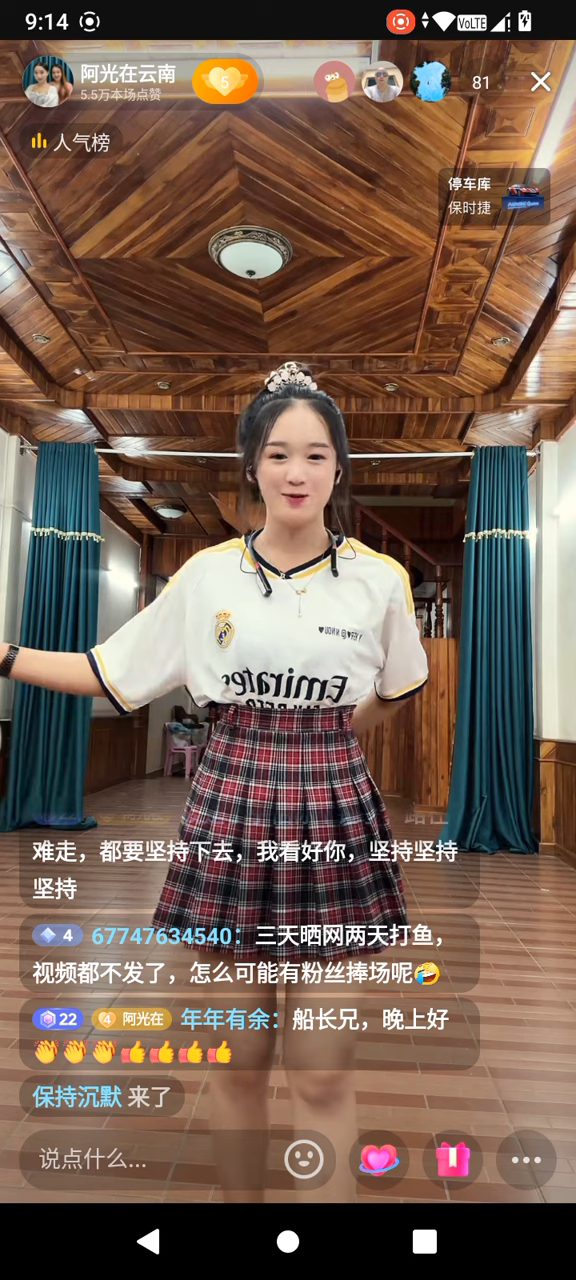 9:14
VoLTE
阿光在云南
5.5万本场点赞
5
81
人气榜
停车库
保时捷
Emirates
难走，都要坚持下去，我看好你，坚持坚持
坚持
4 67747634540：三天晒网两天打鱼，
视频都不发了，怎么可能有粉丝捧场呢🤣
22 4 阿光在 年年有余：船长兄，晚上好
👏👏👏👍👍👍👍
保持沉默 来了
说点什么...